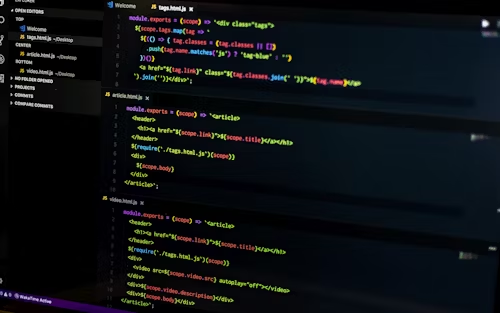 OPEN EDITORS
TOP
Welcome
tags.html.js ~/Desktop
CENTER
article.html.js ~/Desktop
BOTTOM
video.html.js ~/Desktop
NO FOLDER OPENED
PROJECTS
COMMITS
COMPARE COMMITS
WakaTime Active
Welcome
tags.html.js
module.exports = (scope) => `<div class="tags">
${scope.tags.map(tag => `
${(() => { tag.classes = (tag.classes || [])
.push(tag.name.matches('js') ? 'tag-blue' : '')
})()}
<a href="${tag.link}" class="${tag.classes.join(' ')}">${tag.name}</a>
`).join('')}</div>`;
article.html.js
module.exports = (scope) => `<article>
<header>
<h1><a href="${scope.link}">${scope.title}</a></h1>
</header>
${require('./tags.html.js')(scope)}
<div>
${scope.body}
</div>
</article>`;
video.html.js
module.exports = (scope) => `<article>
<header>
<h1><a href="${scope.link}">${scope.title}</a></h1>
</header>
${require('./tags.html.js')(scope)}
<div>
<video src=${scope.video.src} autoplay="off"></video>
</div>
<div>${scope.video.description}</div>
<div>${scope.body}</div>
</article>`;